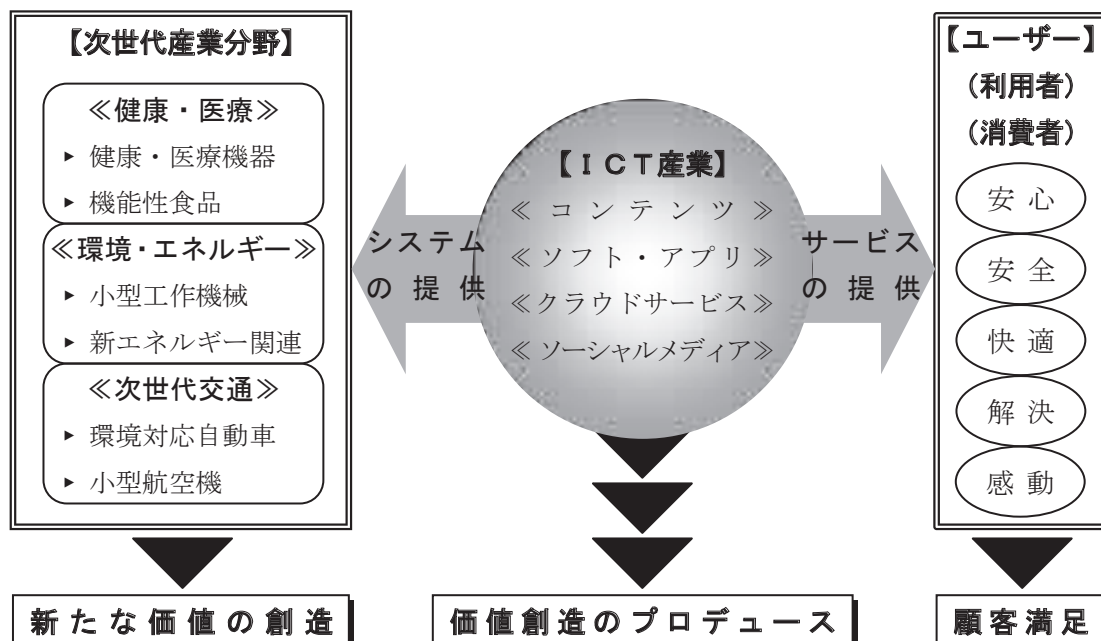 【次世代産業分野】
≪健康・医療≫
▸ 健康・医療機器
▸ 機能性食品
≪環境・エネルギー≫
▸ 小型工作機械
▸ 新エネルギー関連
≪次世代交通≫
▸ 環境対応自動車
▸ 小型航空機
新たな価値の創造
システム
の提供
【ＩＣＴ産業】
≪コンテンツ≫
≪ソフト・アプリ≫
≪クラウドサービス≫
≪ソーシャルメディア≫
サービス
の提供
価値創造のプロデュース
【ユーザー】
（利用者）
（消費者）
安心
安全
快適
解決
感動
顧客満足